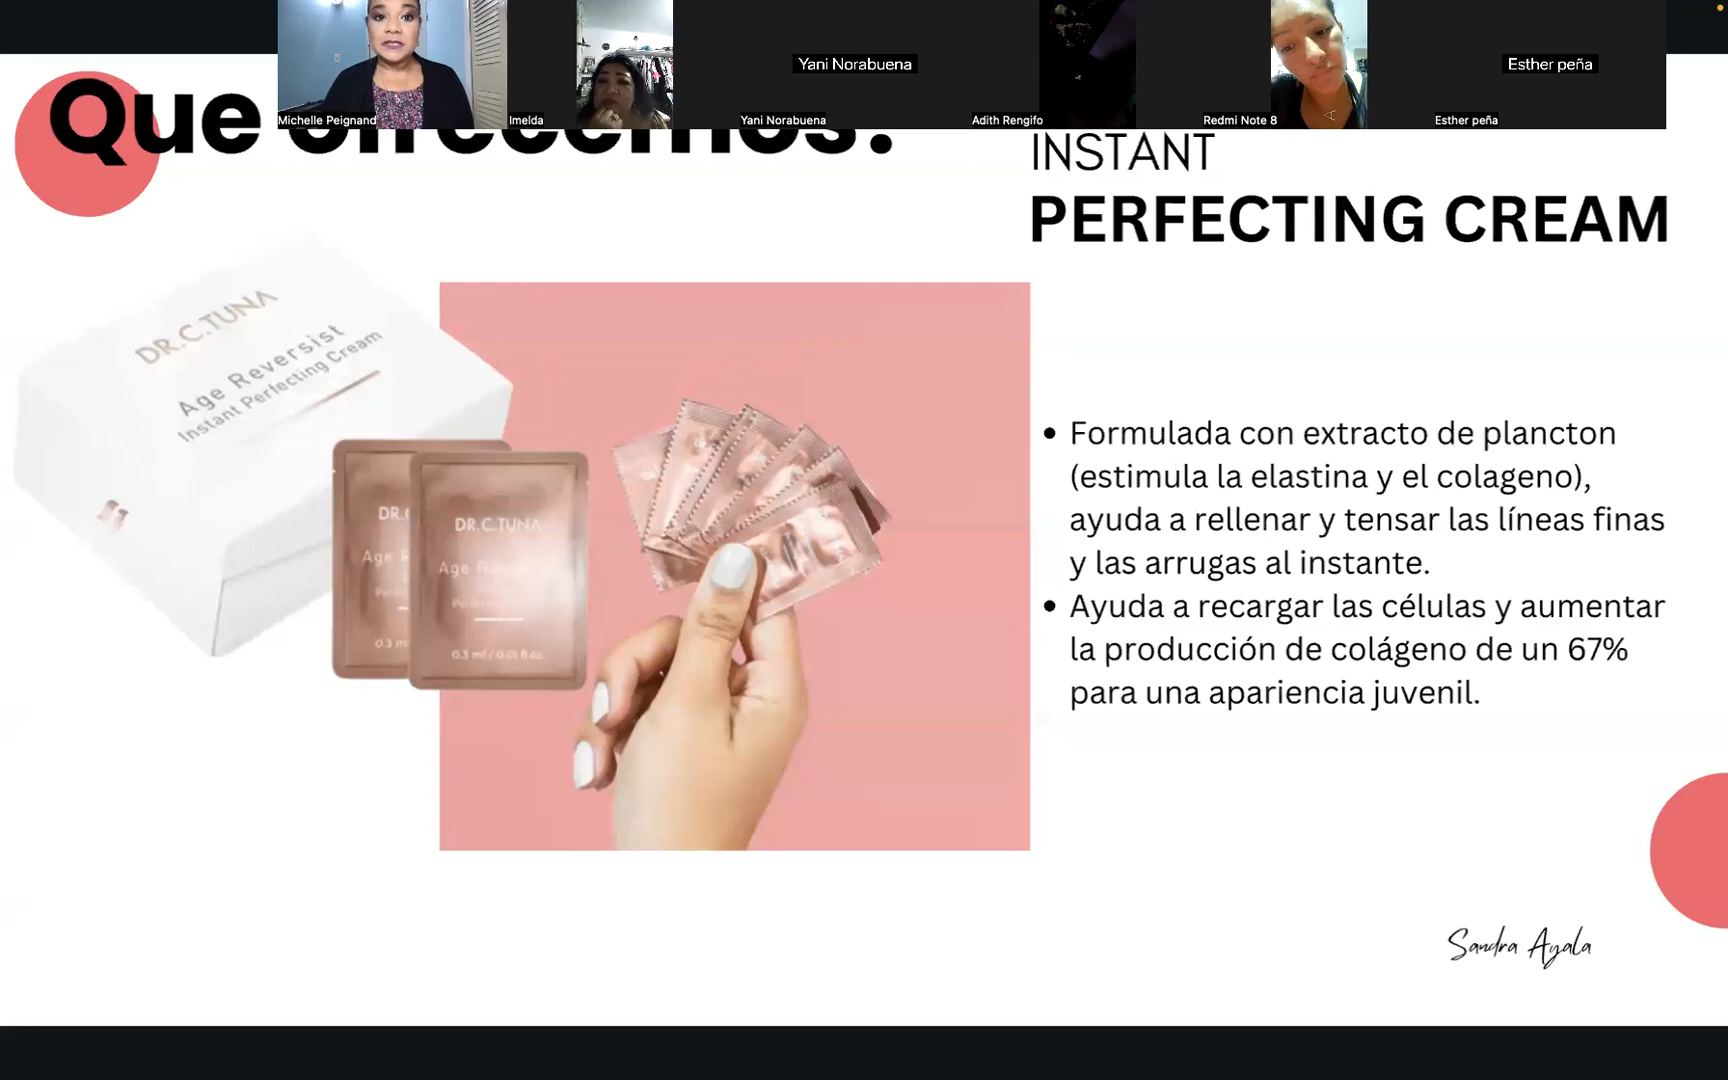 Michelle Peignand
Imelda
Yani Norabuena
Yani Norabuena
Adith Rengifo
Redmi Note 8
Esther peña
Esther peña
Que ofrecemos?
INSTANT
PERFECTING CREAM
DR.C.TUNA
Age Reversist
Instant Perfecting Cream
DR.C
Age R
0.3 m
DR.C.TUNA
Age Re
0.3 ml / 0.01 fl oz.
• Formulada con extracto de plancton
(estimula la elastina y el colageno),
ayuda a rellenar y tensar las líneas finas
y las arrugas al instante.
• Ayuda a recargar las células y aumentar
la producción de colágeno de un 67%
para una apariencia juvenil.
Sandra Ayala